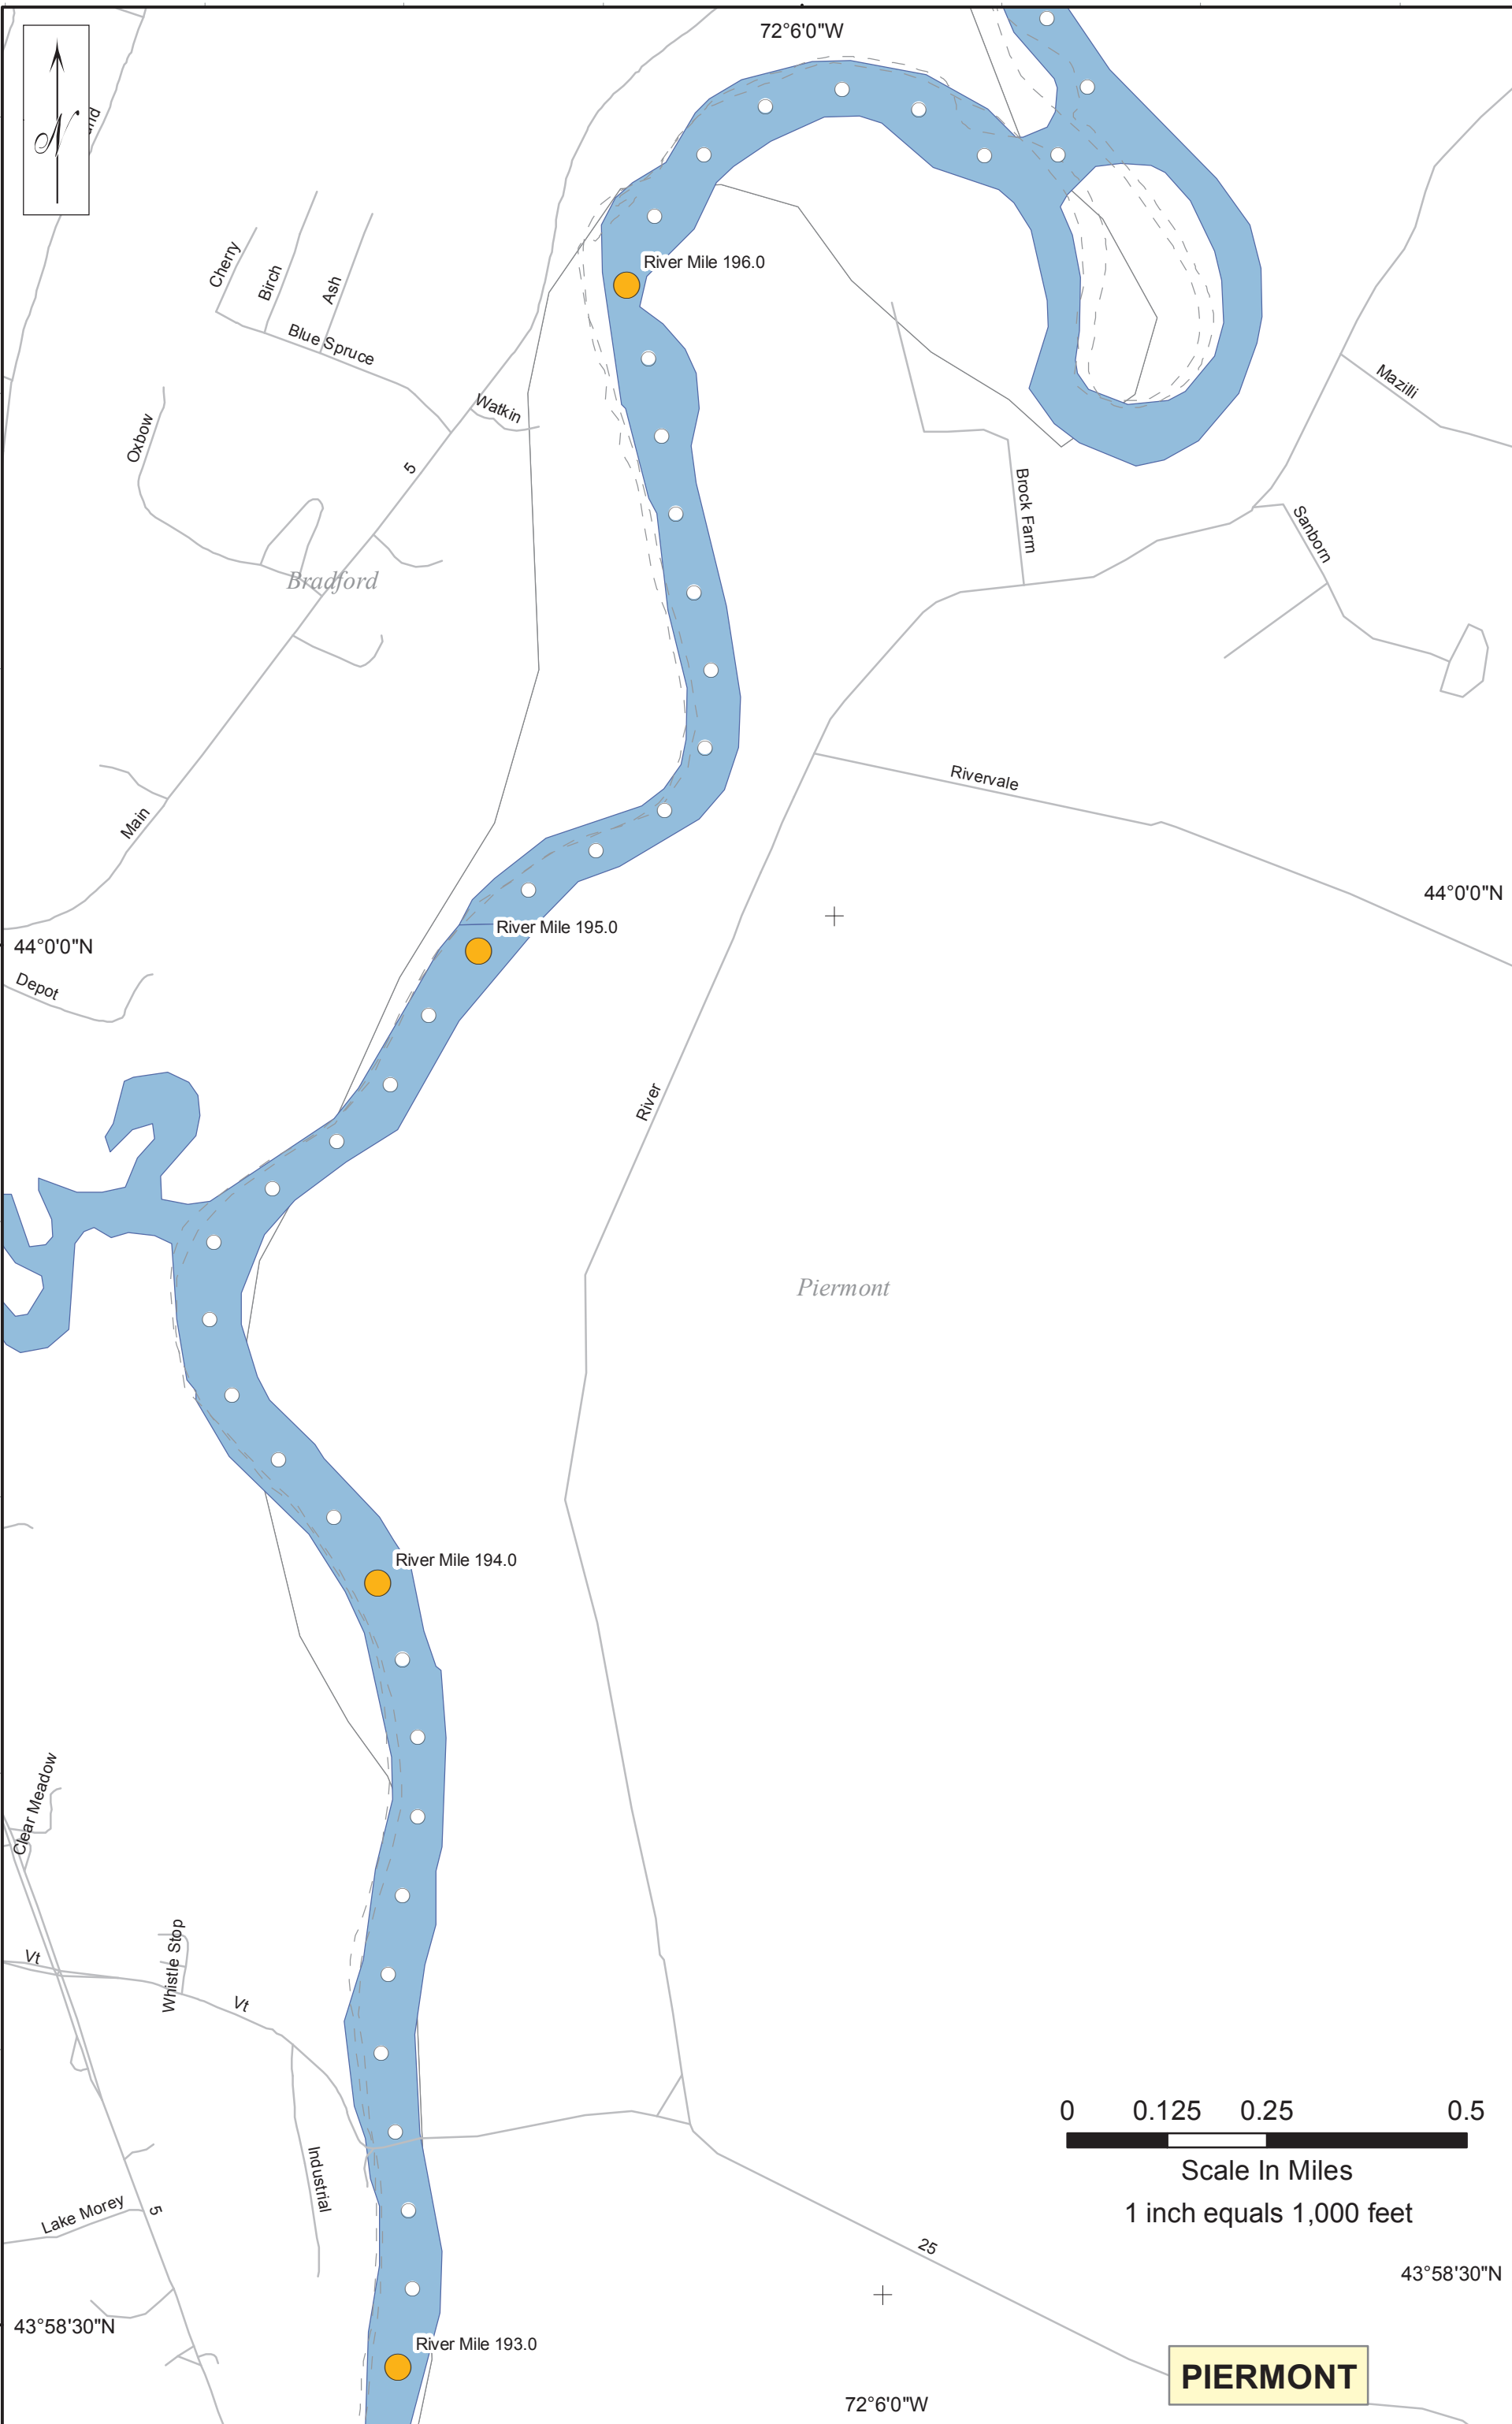 72°6'0"W
N
Cherry
Birch
Ash
Blue Spruce
River Mile 196.0
Watkin
Mazilli
Oxbow
5
Brock Farm
Sanborn
Bradford
Rivervale
Main
44°0'0"N
River Mile 195.0
44°0'0"N
Depot
River
Piermont
River Mile 194.0
Clear Meadow
Whistle Stop
Vt
Vt
0 0.125 0.25 0.5
Scale In Miles
1 inch equals 1,000 feet
Industrial
Lake Morey
5
25
43°58'30"N
43°58'30"N
River Mile 193.0
PIERMONT
72°6'0"W